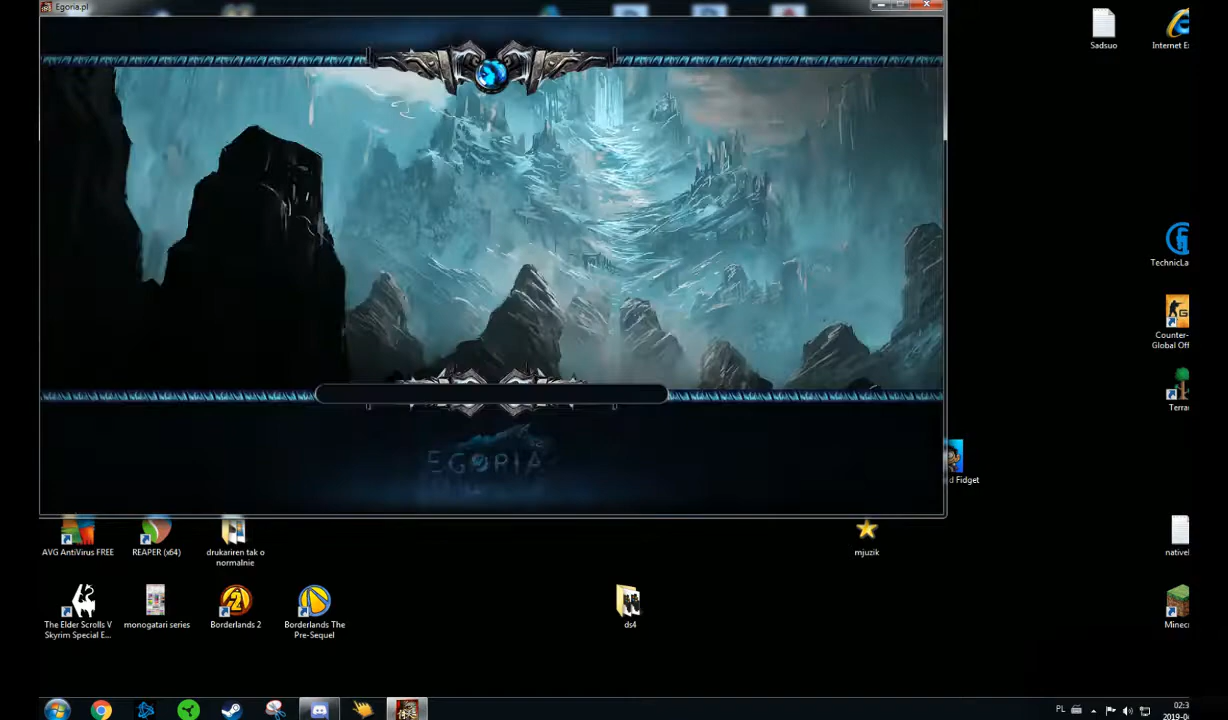 Egoria.pl
Sadsuo
Internet E
TechnicLa
Counter-
Global Off
Terra
EGORIA
d Fidget
AVG AntiVirus FREE
REAPER (x64)
drukariren tak o
normalnie
mjuzik
nativel
The Elder Scrolls V
Skyrim Special E...
monogatari series
Borderlands 2
Borderlands The
Pre-Sequel
ds4
Minec
PL
02:3
2019-0